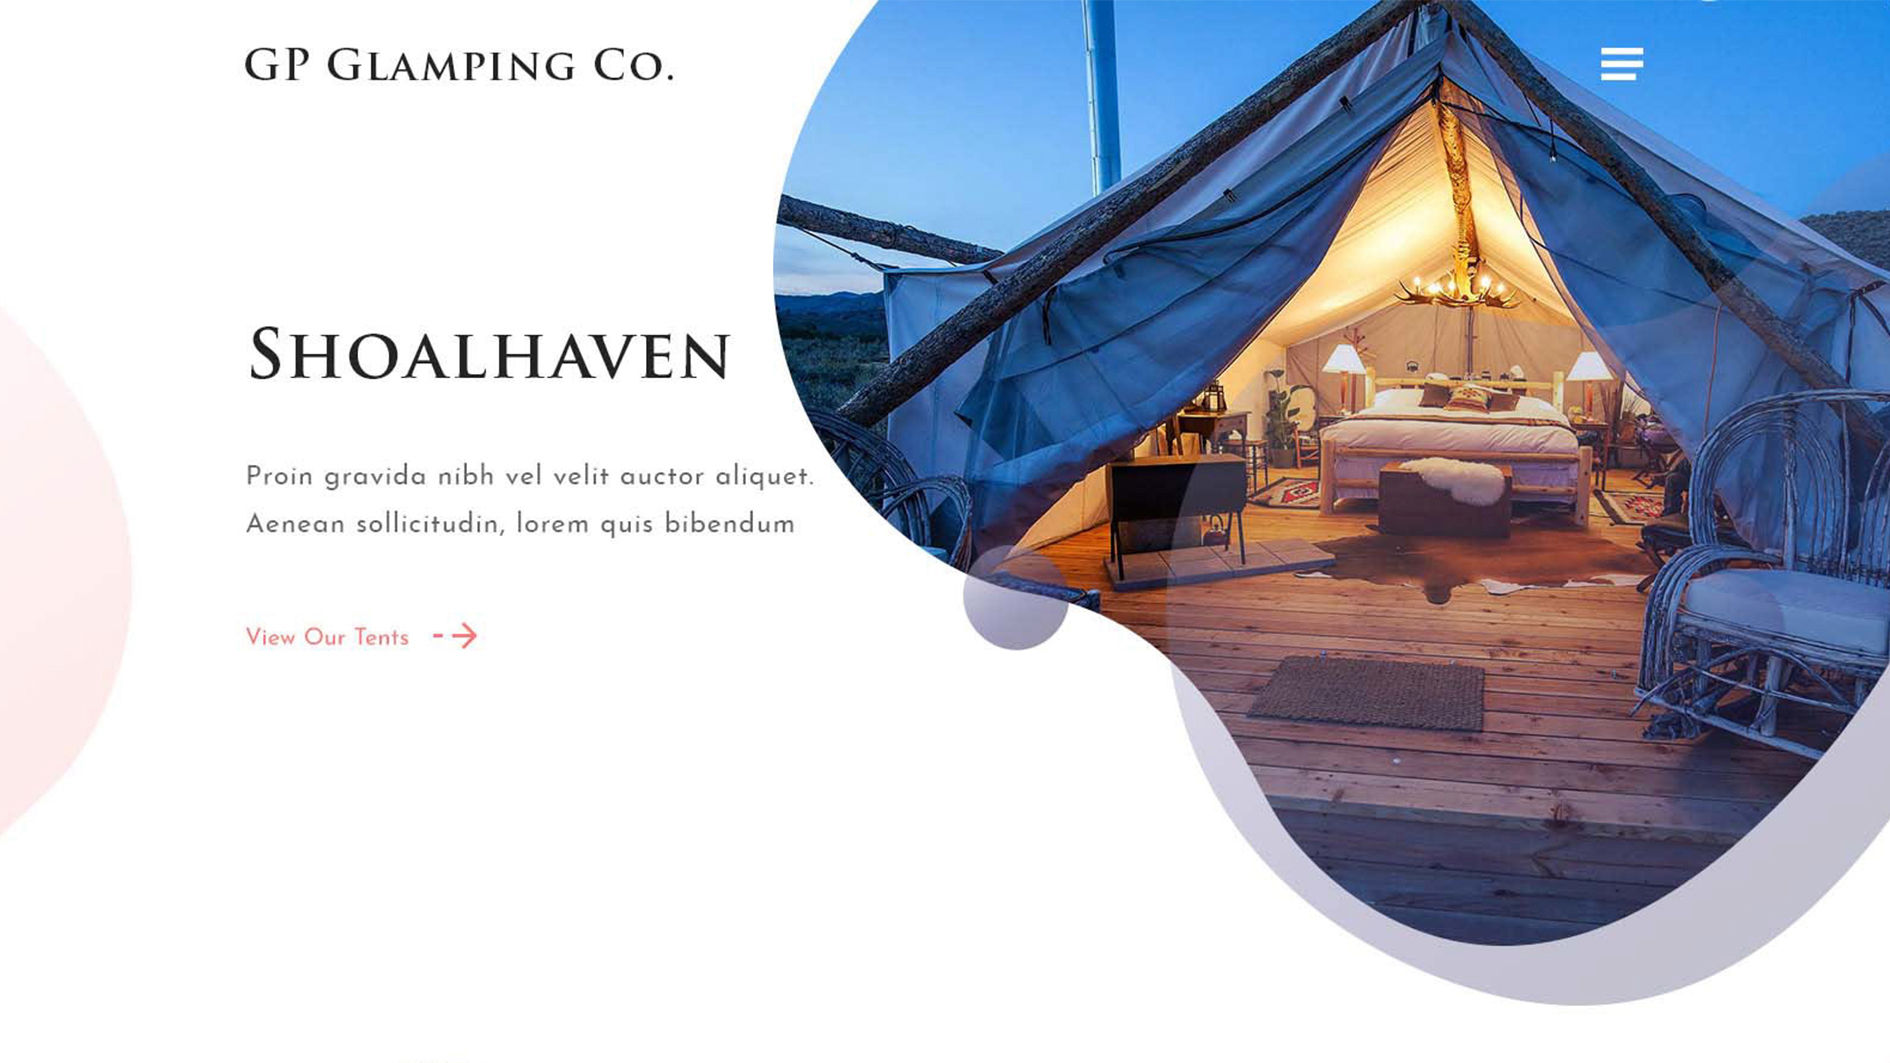 GP Glamping Co.
Shoalhaven
Proin gravida nibh vel velit auctor aliquet.
Aenean sollicitudin, lorem quis bibendum
View Our Tents